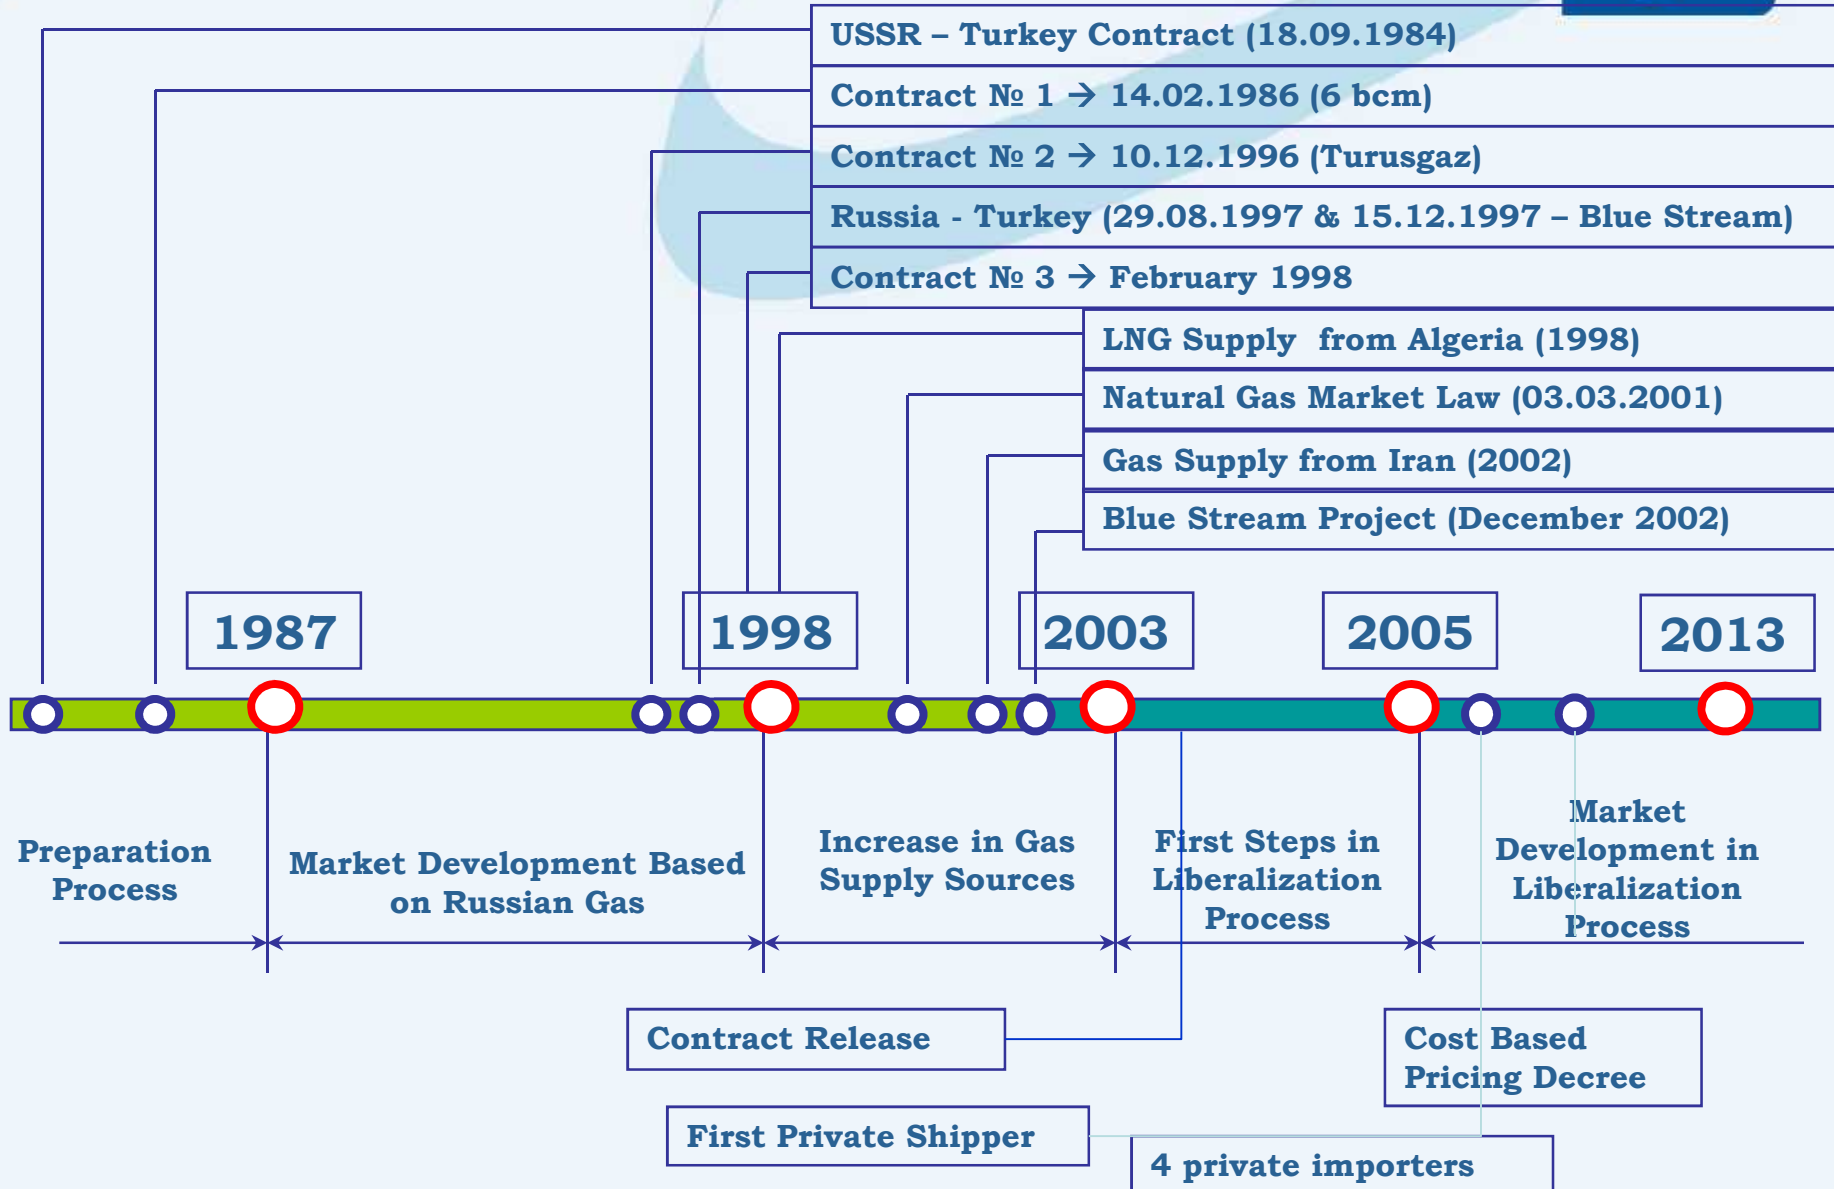 USSR – Turkey Contract (18.09.1984)
Contract № 1 → 14.02.1986 (6 bcm)
Contract № 2 → 10.12.1996 (Turusgaz)
Russia - Turkey (29.08.1997 & 15.12.1997 – Blue Stream)
Contract № 3 → February 1998
LNG Supply from Algeria (1998)
Natural Gas Market Law (03.03.2001)
Gas Supply from Iran (2002)
Blue Stream Project (December 2002)
1987
1998
2003
2005
2013
Preparation
Process
Market Development Based
on Russian Gas
Increase in Gas
Supply Sources
First Steps in
Liberalization
Process
Market
Development in
Liberalization
Process
Contract Release
Cost Based
Pricing Decree
First Private Shipper
4 private importers